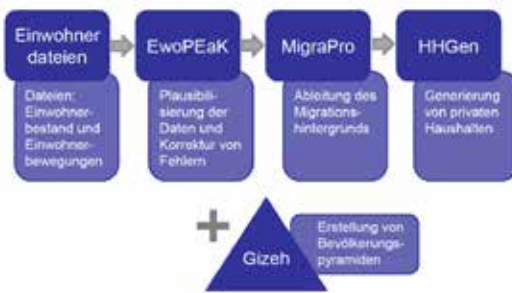 Einwohner
dateien
EwoPEaK
MigraPro
HHGen
Dateien:
Einwohner-
bestand und
Einwohner-
bewegungen
Plausibili-
sierung der
Daten und
Korrektur von
Fehlern
Ableitung des
Migrations-
hintergrunds
Generierung
von privaten
Haushalten
+
Gizeh
Erstellung von
Bevölkerungs-
pyramiden